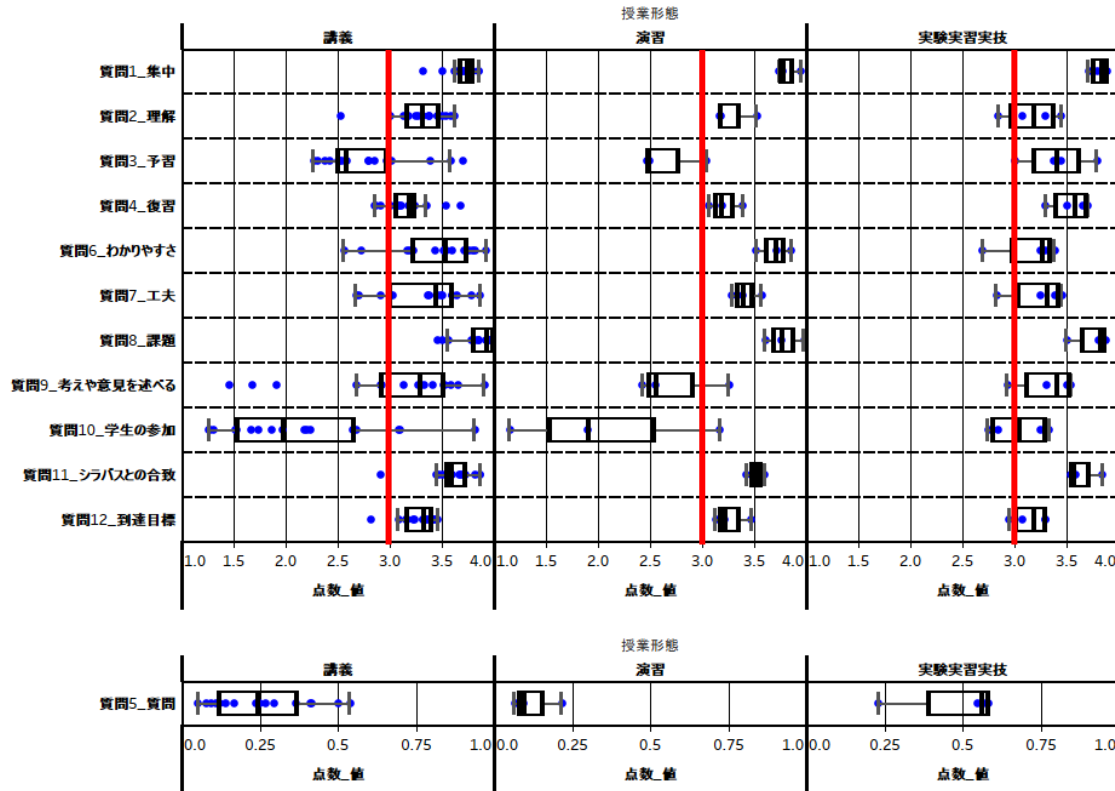 授業形態
講義 演習 実験実習実技
質問1_集中
質問2_理解
質問3_予習
質問4_復習
質問6_わかりやすさ
質問7_工夫
質問8_課題
質問9_考えや意見を述べる
質問10_学生の参加
質問11_シラバスとの合致
質問12_到達目標
1.0 1.5 2.0 2.5 3.0 3.5 4.0 1.0 1.5 2.0 2.5 3.0 3.5 4.0 1.0 1.5 2.0 2.5 3.0 3.5 4.0
点数_値 点数_値 点数_値
授業形態
講義 演習 実験実習実技
質問5_質問
0.0 0.25 0.5 0.75 1.0 0.0 0.25 0.5 0.75 1.0 0.0 0.25 0.5 0.75 1.0
点数_値 点数_値 点数_値